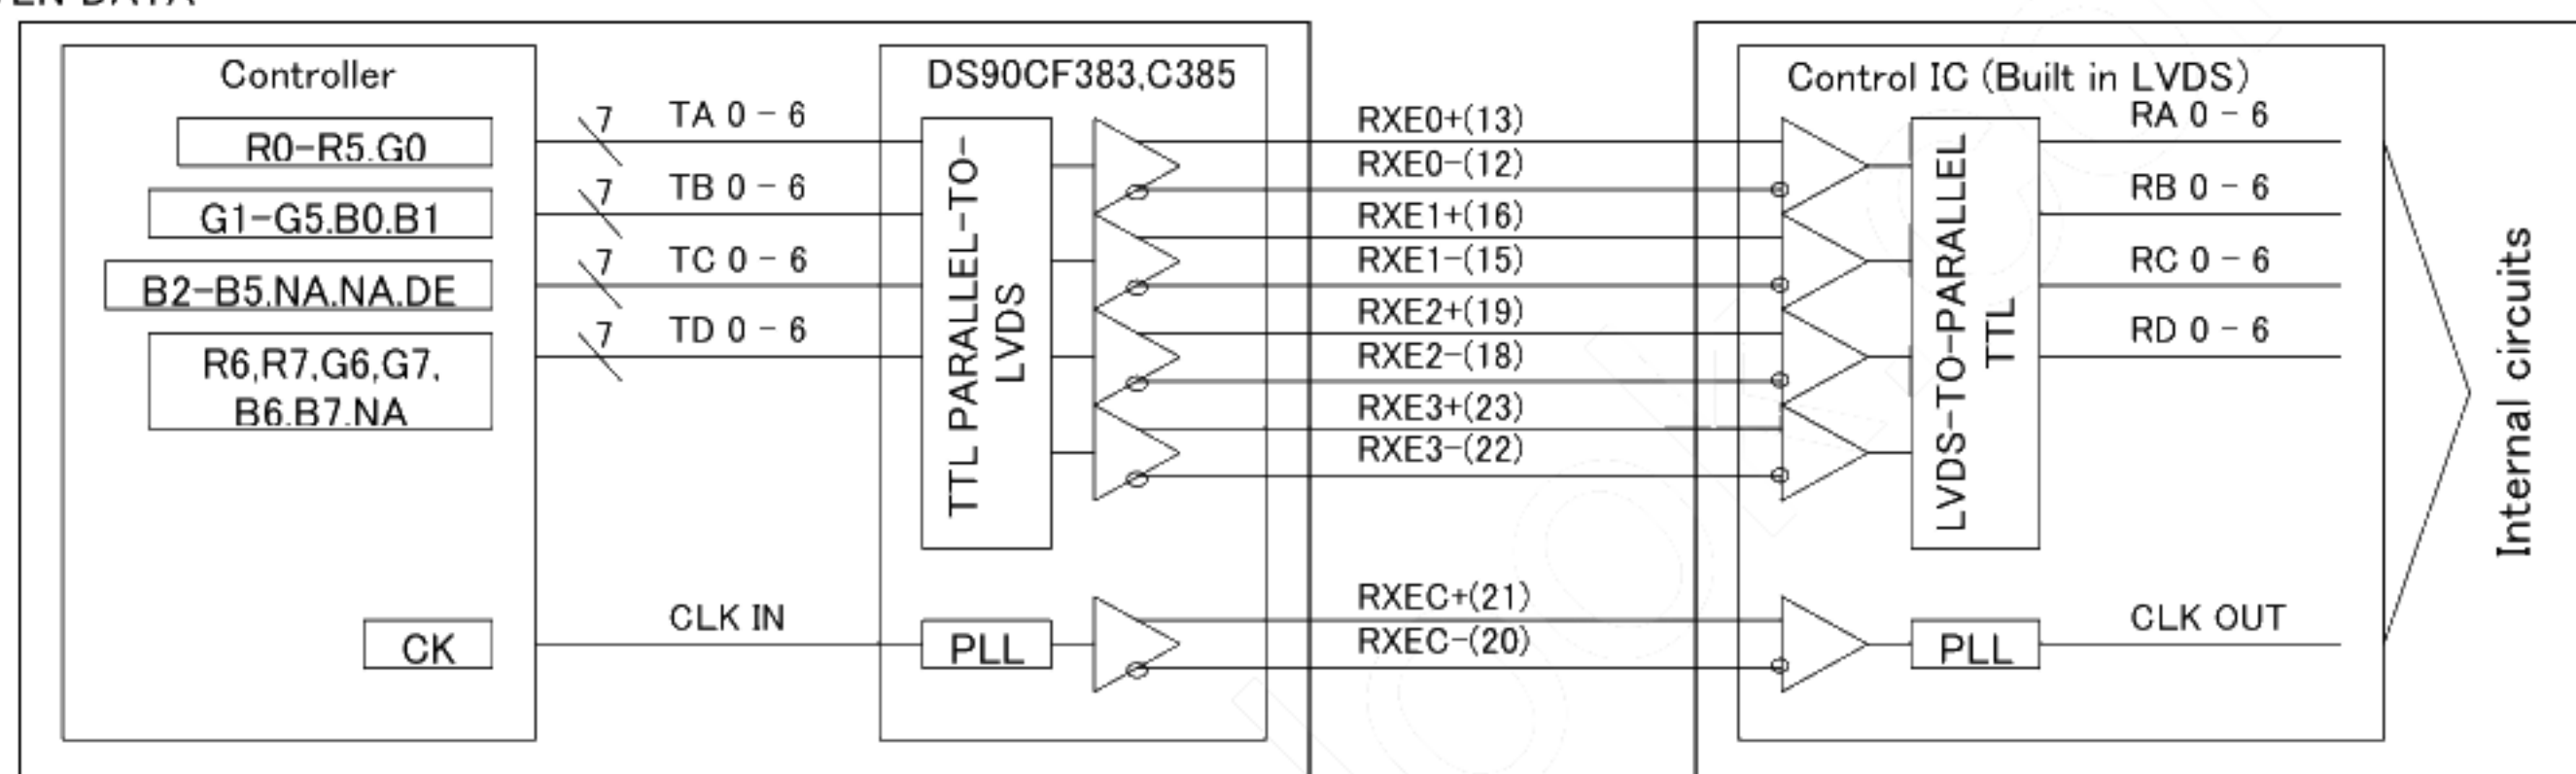 Controller
R0-R5.G0
G1-G5.B0.B1
B2-B5.NA.NA.DE
R6,R7,G6,G7,
B6.B7.NA
CK
7 TA 0 - 6
7 TB 0 - 6
7 TC 0 - 6
7 TD 0 - 6
CLK IN
DS90CF383,C385
TTL PARALLEL-TO-
LVDS
PLL
RXE0+(13)
RXE0-(12)
RXE1+(16)
RXE1-(15)
RXE2+(19)
RXE2-(18)
RXE3+(23)
RXE3-(22)
RXEC+(21)
RXEC-(20)
Control IC (Built in LVDS)
LVDS-TO-PARALLEL
TTL
PLL
RA 0 - 6
RB 0 - 6
RC 0 - 6
RD 0 - 6
CLK OUT
Internal circuits